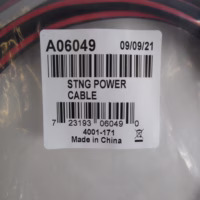 A06049 09/09/21
STNG POWER
CABLE
7 23193 06049 0
4001-171
Made in China